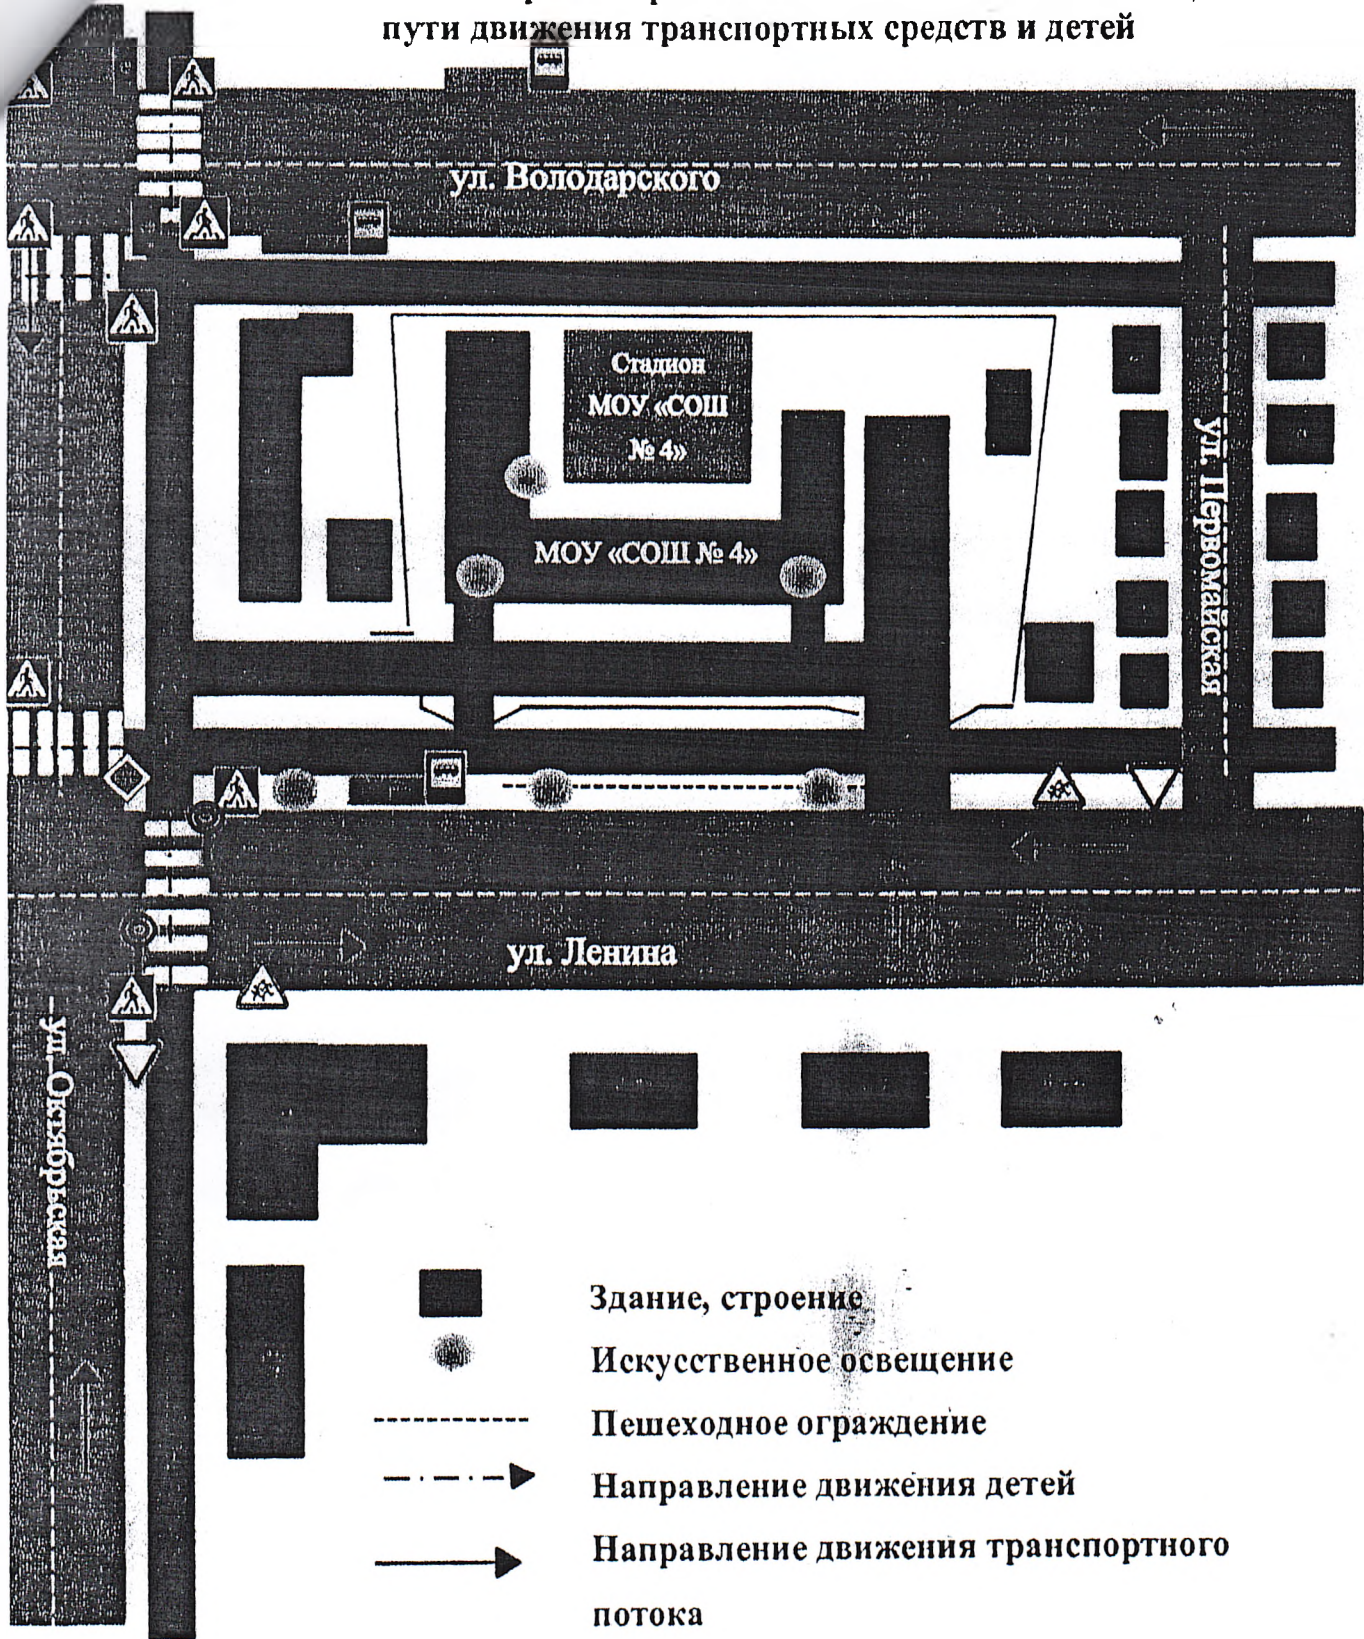 пути движения транспортных средств и детей
ул. Володарского
Стадион
МОУ «СОШ
№ 4»
МОУ «СОШ № 4»
ул. Первомайская
ул. Ленина
ул. Октябрьская
Здание, строение
Искусственное освещение
Пешеходное ограждение
Направление движения детей
Направление движения транспортного
потока